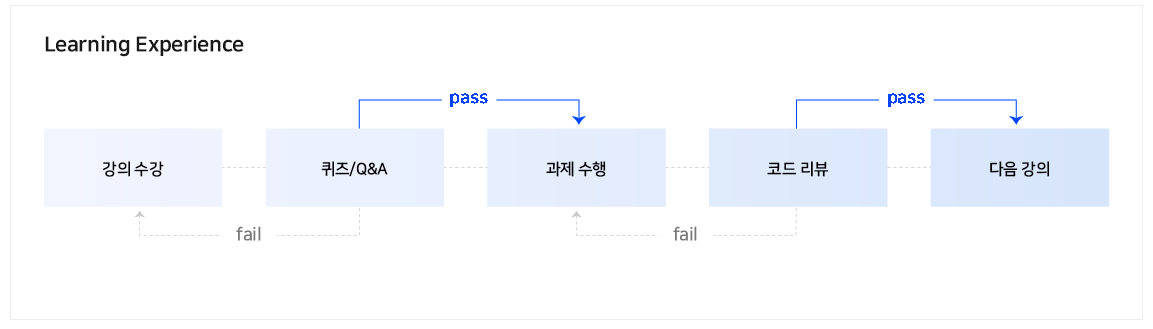 Learning Experience
pass
pass
강의 수강
퀴즈/Q&A
과제 수행
코드 리뷰
다음 강의
fail
fail